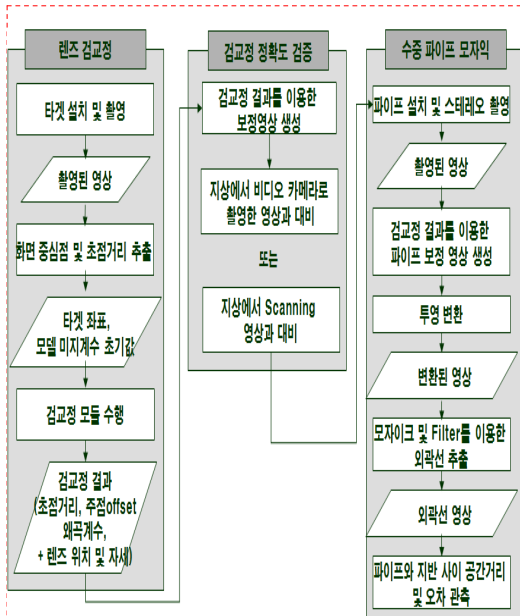 렌즈 검교정
타겟 설치 및 촬영
촬영된 영상
화면 중심점 및 초점거리 추출
타겟 좌표,
모델 미지계수 초기값
검교정 모듈 수행
검교정 결과
(초점거리, 주점offset
왜곡계수,
+ 렌즈 위치 및 자세)
검교정 정확도 검증
검교정 결과를 이용한
보정영상 생성
지상에서 비디오 카메라로
촬영한 영상과 대비
또는
지상에서 Scanning
영상과 대비
수중 파이프 모자익
파이프 설치 및 스테레오 촬영
촬영된 영상
검교정 결과를 이용한
파이프 보정 영상 생성
투영 변환
변환된 영상
모자이크 및 Filter를 이용한
외곽선 추출
외곽선 영상
파이프와 지반 사이 공간거리
및 오차 관측